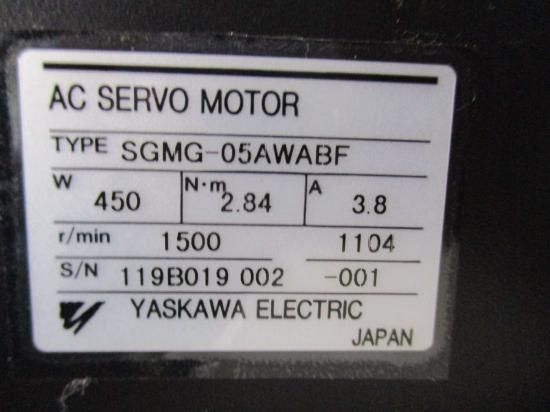 AC SERVO MOTOR
TYPE SGMG-05AWABF
W 450 N·m 2.84 A 3.8
r/min 1500 1104
S/N 119B019 002 -001
YASKAWA ELECTRIC
JAPAN